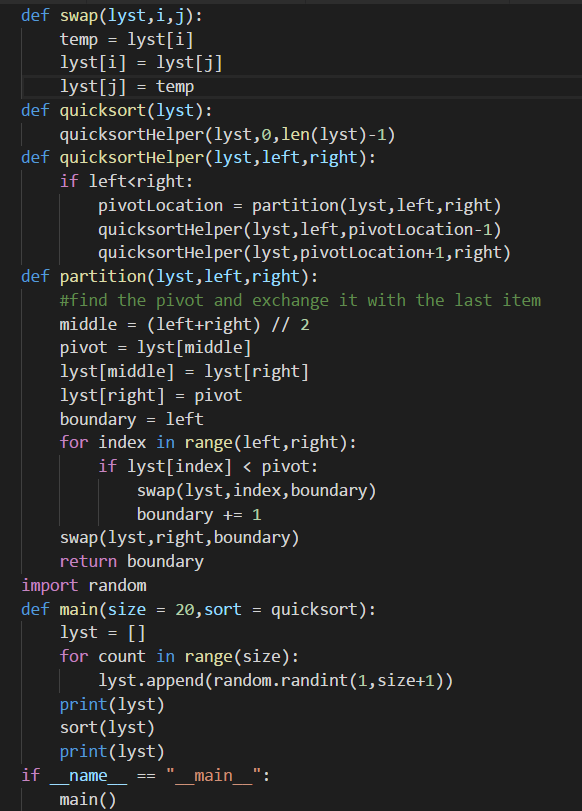 def swap(lyst,i,j):
    temp = lyst[i]
    lyst[i] = lyst[j]
    lyst[j] = temp
def quicksort(lyst):
    quicksortHelper(lyst,0,len(lyst)-1)
def quicksortHelper(lyst,left,right):
    if left<right:
        pivotLocation = partition(lyst,left,right)
        quicksortHelper(lyst,left,pivotLocation-1)
        quicksortHelper(lyst,pivotLocation+1,right)
def partition(lyst,left,right):
    #find the pivot and exchange it with the last item
    middle = (left+right) // 2
    pivot = lyst[middle]
    lyst[middle] = lyst[right]
    lyst[right] = pivot
    boundary = left
    for index in range(left,right):
        if lyst[index] < pivot:
            swap(lyst,index,boundary)
            boundary += 1
    swap(lyst,right,boundary)
    return boundary
import random
def main(size = 20,sort = quicksort):
    lyst = []
    for count in range(size):
        lyst.append(random.randint(1,size+1))
    print(lyst)
    sort(lyst)
    print(lyst)
if __name__ == "__main__":
    main()